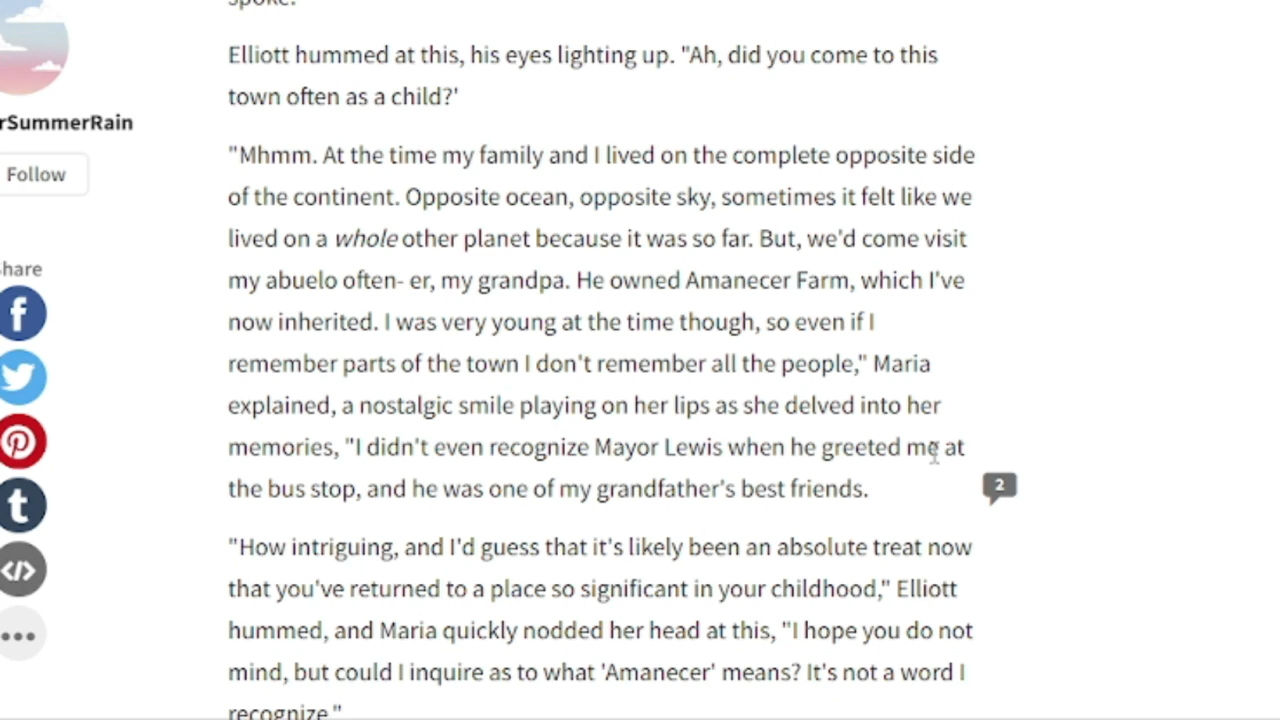 spoke.
Elliott hummed at this, his eyes lighting up. "Ah, did you come to this
town often as a child?'
rSummerRain
"Mhmm. At the time my family and I lived on the complete opposite side
Follow
of the continent. Opposite ocean, opposite sky, sometimes it felt like we
lived on a whole other planet because it was so far. But, we'd come visit
Share
my abuelo often- er, my grandpa. He owned Amanecer Farm, which I've
now inherited. I was very young at the time though, so even if I
remember parts of the town I don't remember all the people," Maria
explained, a nostalgic smile playing on her lips as she delved into her
memories, "I didn't even recognize Mayor Lewis when he greeted me at
the bus stop, and he was one of my grandfather's best friends.
2
"How intriguing, and I'd guess that it's likely been an absolute treat now
that you've returned to a place so significant in your childhood," Elliott
hummed, and Maria quickly nodded her head at this, "I hope you do not
mind, but could I inquire as to what 'Amanecer' means? It's not a word I
recognize."